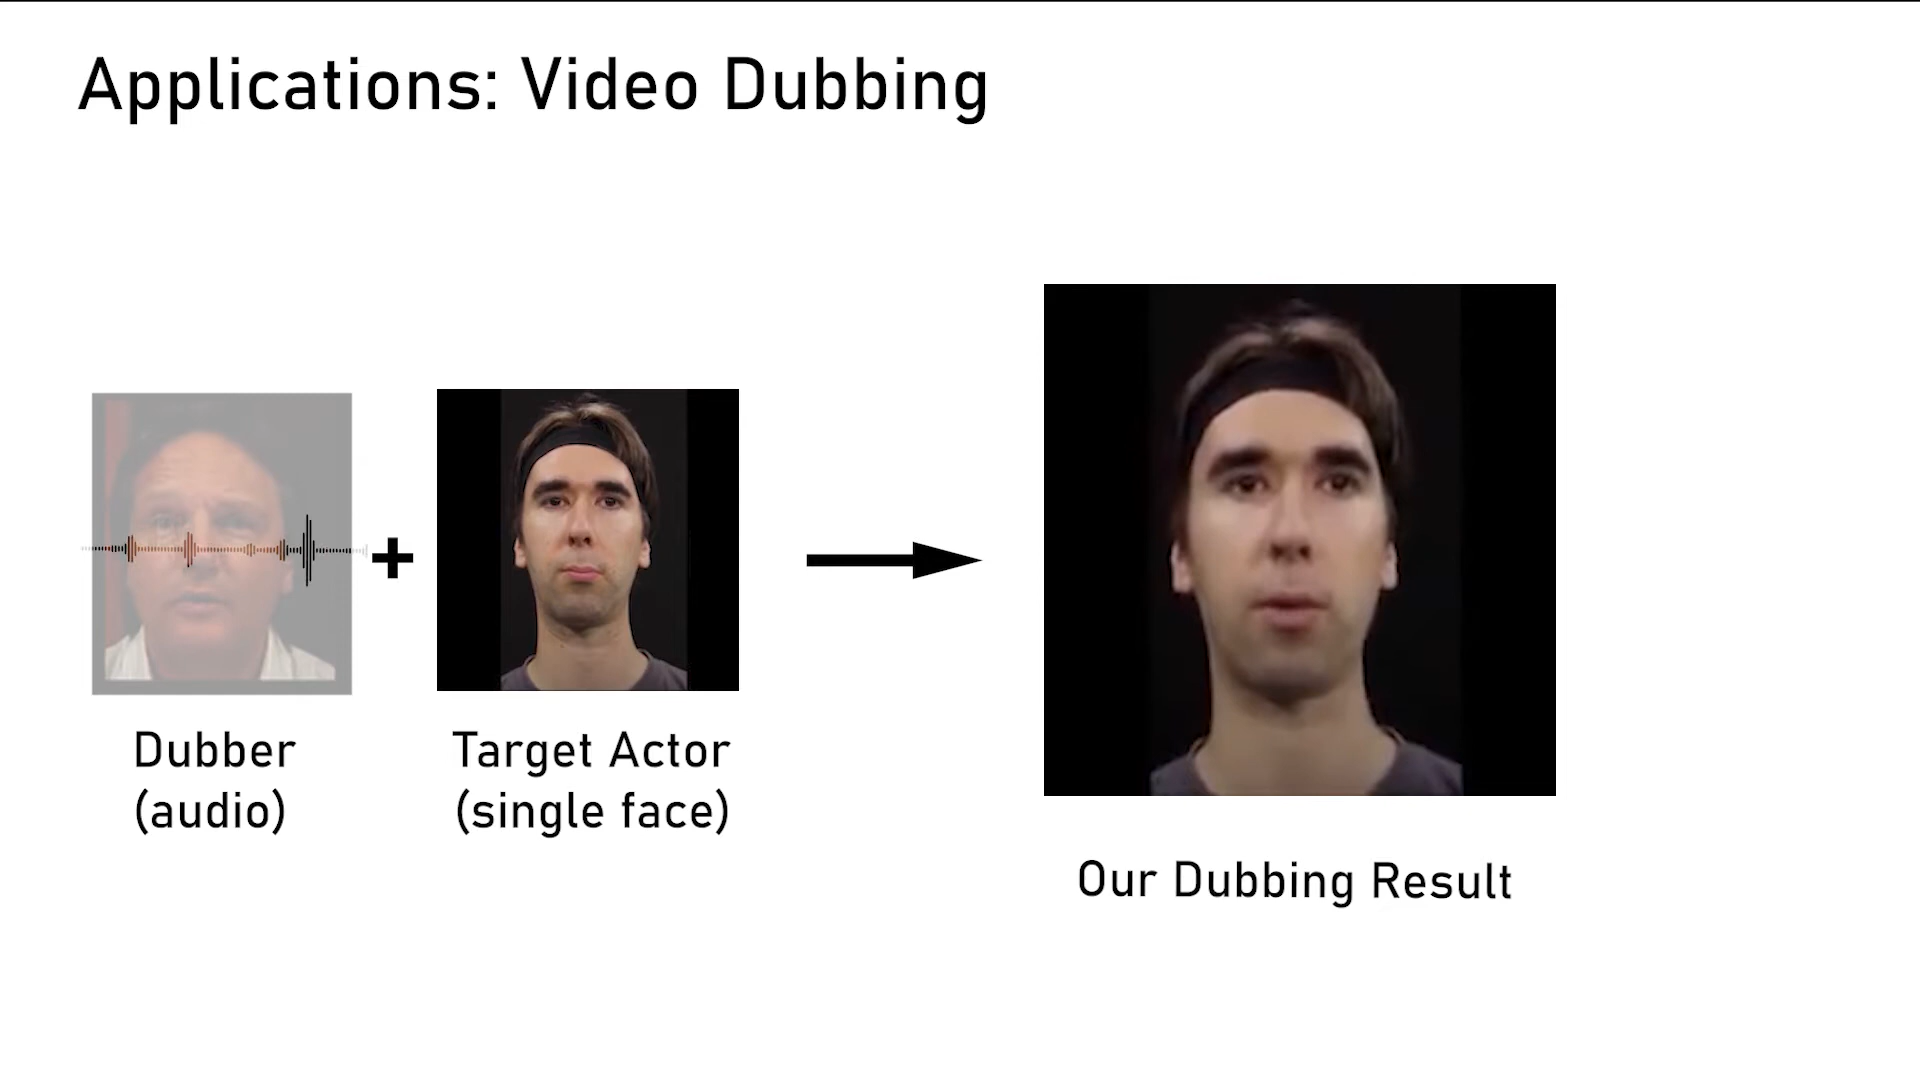 Applications: Video Dubbing
Dubber
(audio)
Target Actor
(single face)
Our Dubbing Result